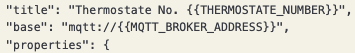 "title": "Thermostate No. {{THERMOSTATE_NUMBER}}",
"base": "mqtt://{{MQTT_BROKER_ADDRESS}}",
"properties": {